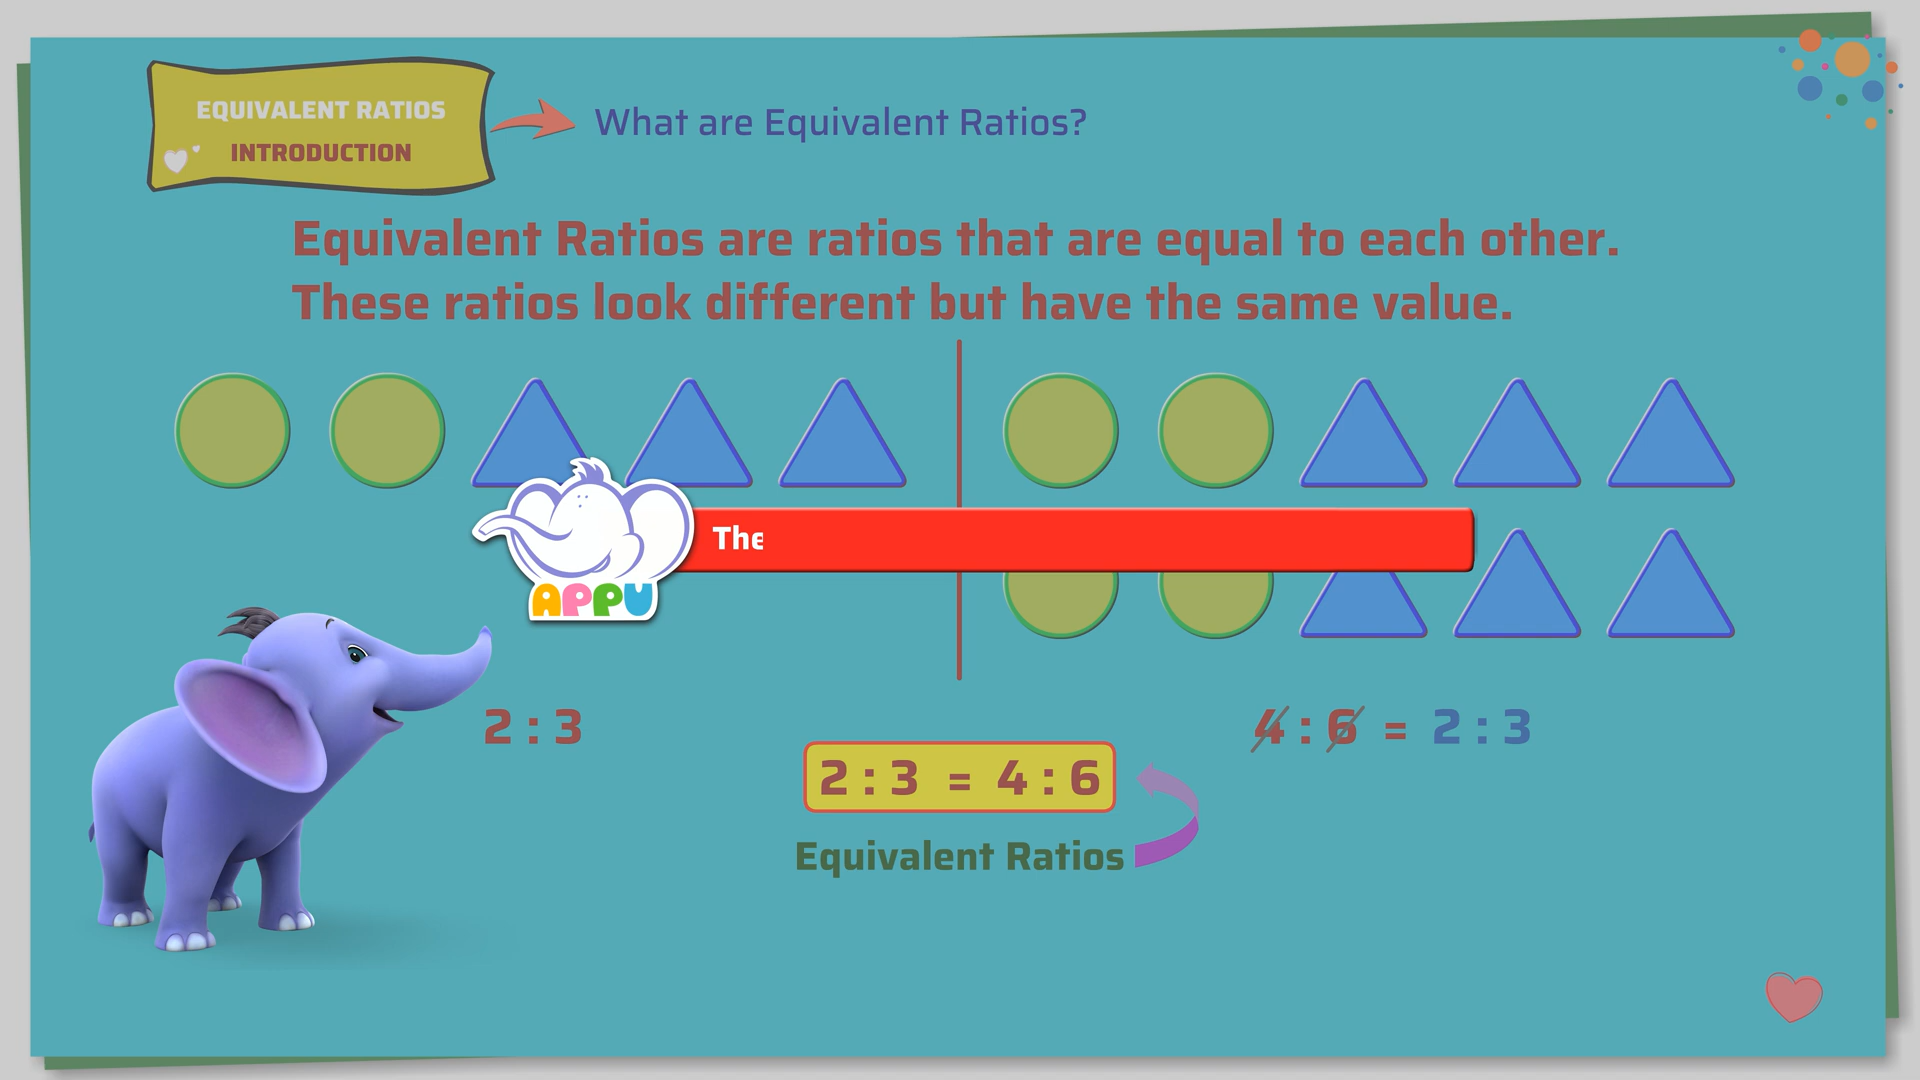 EQUIVALENT RATIOS
INTRODUCTION
What are Equivalent Ratios?
Equivalent Ratios are ratios that are equal to each other.
These ratios look different but have the same value.
The
APPU
2 : 3
4 : 6 = 2 : 3
2 : 3 = 4 : 6
Equivalent Ratios